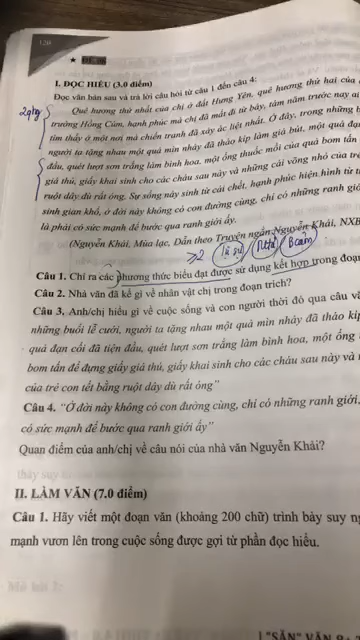 120
★ ĐỀ 36
I. ĐỌC HIỂU (3.0 điểm)
Đọc văn bản sau và trả lời câu hỏi từ câu 1 đến câu 4:
Quê hương thứ nhất của chị ở đất Hưng Yên, quê hương thứ hai của
trường Hồng Cúm, hạnh phúc mà chị đã mất đi từ bảy, tám năm trước nay ai
tìm thấy ở một nơi mà chiến tranh đã xảy ác liệt nhất. Ở đây, trong những b
người ta tặng nhau một quả mìn nhảy đã tháo kíp làm giá bút, một quả đạn
đầu, quét lượt sơn trắng làm bình hoa, một ống thuốc mồi của quả bom tấn
giá thú, giấy khai sinh cho các cháu sau này và những cái võng nhỏ của tr
ruột dây dù rất óng. Sự sống nảy sinh từ cái chết, hạnh phúc hiện hình từ t
sinh gian khổ, ở đời này không có con đường cùng, chỉ có những ranh giớ
là phải có sức mạnh để bước qua ranh giới ấy.
(Nguyễn Khải, Mùa lạc, Dẫn theo Truyện ngắn Nguyễn Khải, NXB
≥2 Tự sự
Câu 1. Chỉ ra các phương thức biểu đạt được sử dụng kết hợp trong đoạn
Câu 2. Nhà văn đã kể gì về nhân vật chị trong đoạn trích?
Câu 3. Anh/chị hiểu gì về cuộc sống và con người thời đó qua câu vă
những buổi lễ cưới, người ta tặng nhau một quả mìn nhảy đã tháo kíp
quả đạn cối đã tiện đầu, quét lượt sơn trắng làm bình hoa, một ống
bom tấn để đựng giấy giá thú, giấy khai sinh cho các cháu sau này và
của trẻ con tết bằng ruột dây dù rất óng”
Câu 4. “Ở đời này không có con đường cùng, chỉ có những ranh giới,
có sức mạnh để bước qua ranh giới ấy”
Quan điểm của anh/chị về câu nói của nhà văn Nguyễn Khải?
II. LÀM VĂN (7.0 điểm)
Câu 1. Hãy viết một đoạn văn (khoảng 200 chữ) trình bày suy ng
mạnh vươn lên trong cuộc sống được gợi từ phần đọc hiểu.